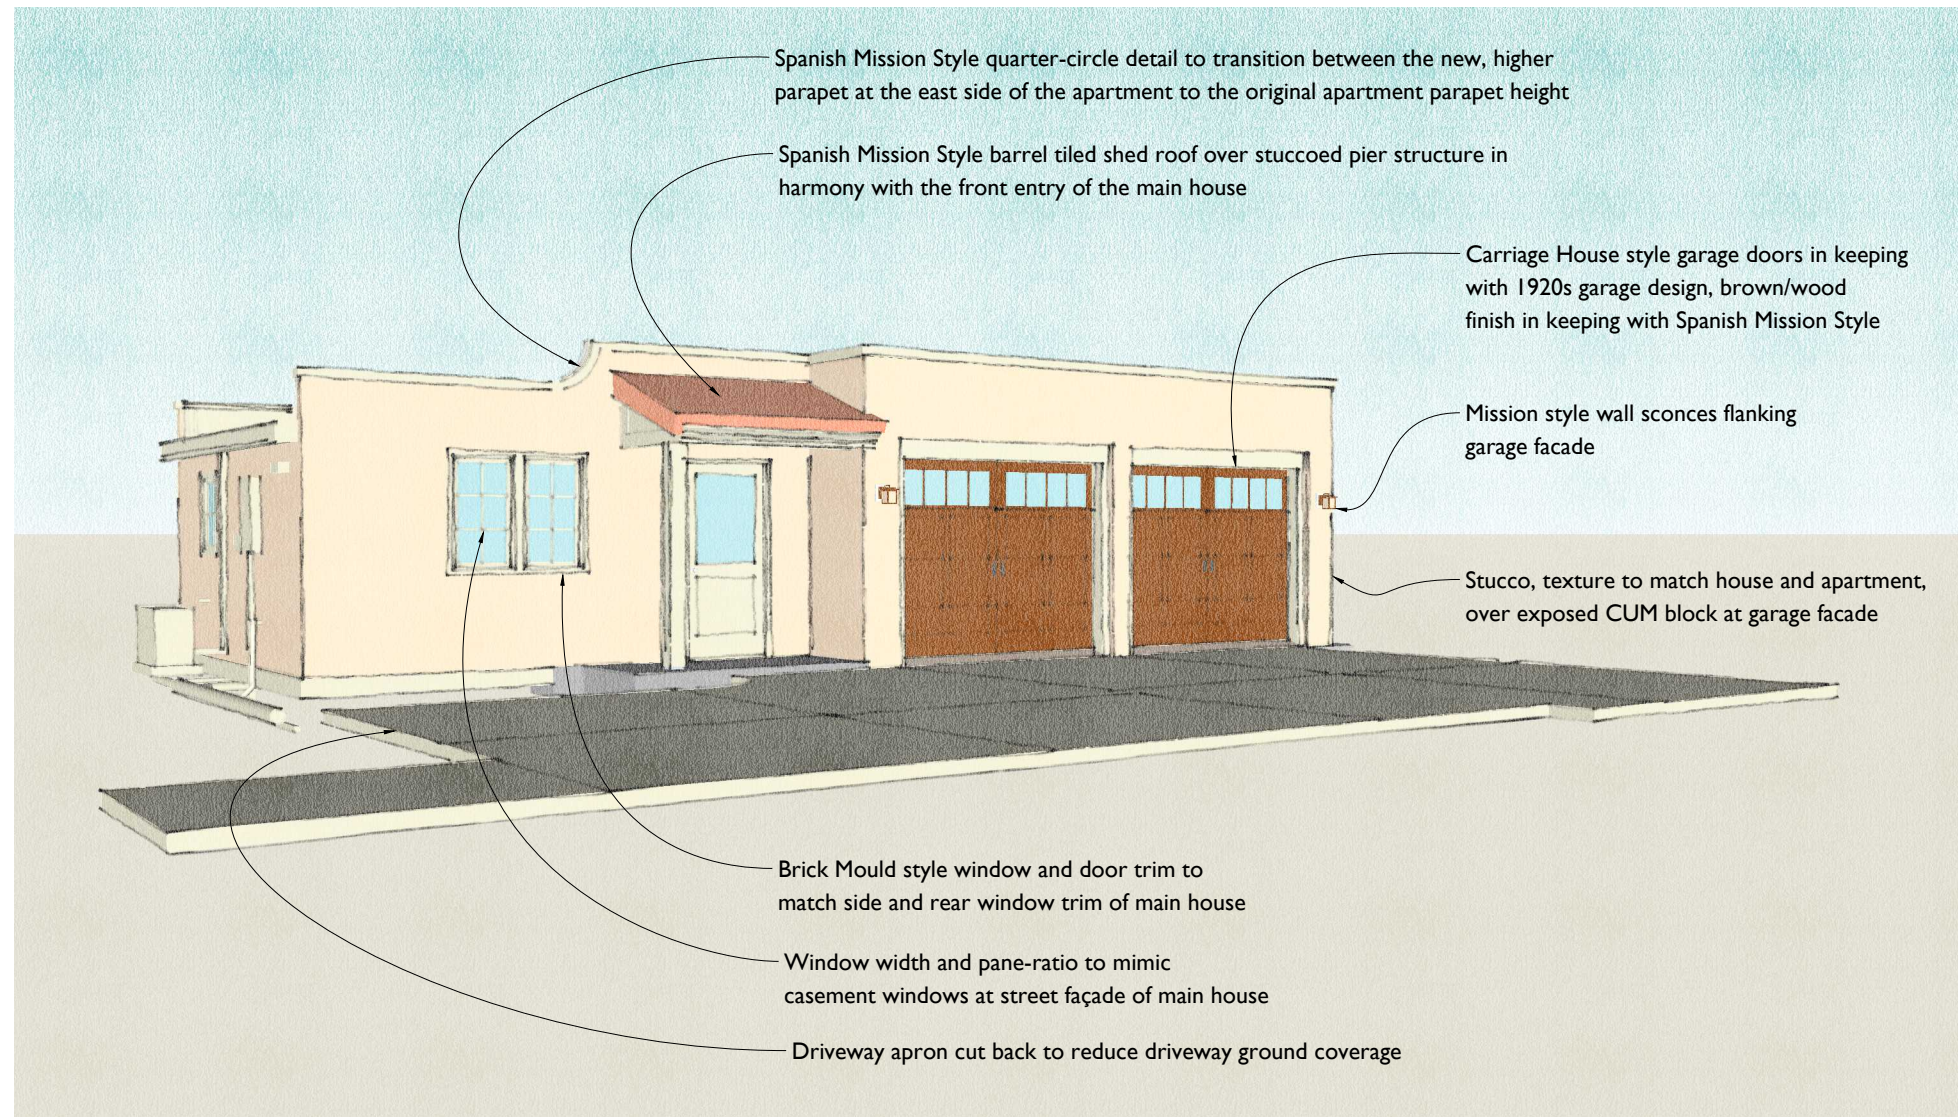 Spanish Mission Style quarter-circle detail to transition between the new, higher
parapet at the east side of the apartment to the original apartment parapet height
Spanish Mission Style barrel tiled shed roof over stuccoed pier structure in
harmony with the front entry of the main house
Carriage House style garage doors in keeping
with 1920s garage design, brown/wood
finish in keeping with Spanish Mission Style
Mission style wall sconces flanking
garage facade
Stucco, texture to match house and apartment,
over exposed CUM block at garage facade
Brick Mould style window and door trim to
match side and rear window trim of main house
Window width and pane-ratio to mimic
casement windows at street façade of main house
Driveway apron cut back to reduce driveway ground coverage